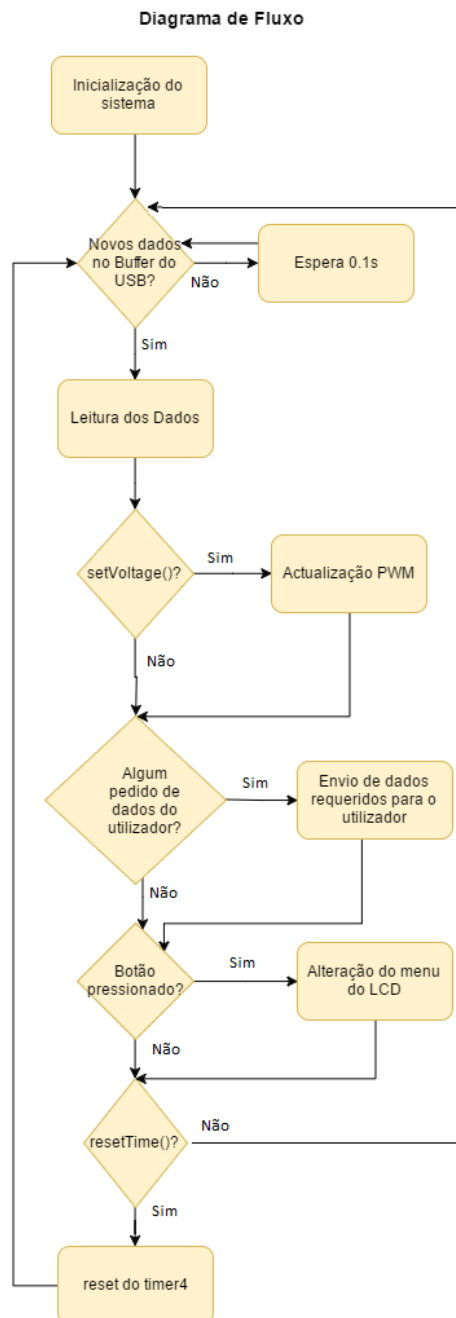 Diagrama de Fluxo
Inicialização do
sistema
Novos dados
no Buffer do
USB?
Não
Espera 0.1s
Sim
Leitura dos Dados
setVoltage()?
Sim
Actualização PWM
Não
Algum
pedido de
dados do
utilizador?
Sim
Envio de dados
requeridos para o
utilizador
Não
Botão
pressionado?
Sim
Alteração do menu
do LCD
Não
resetTime()?
Não
Sim
reset do timer4